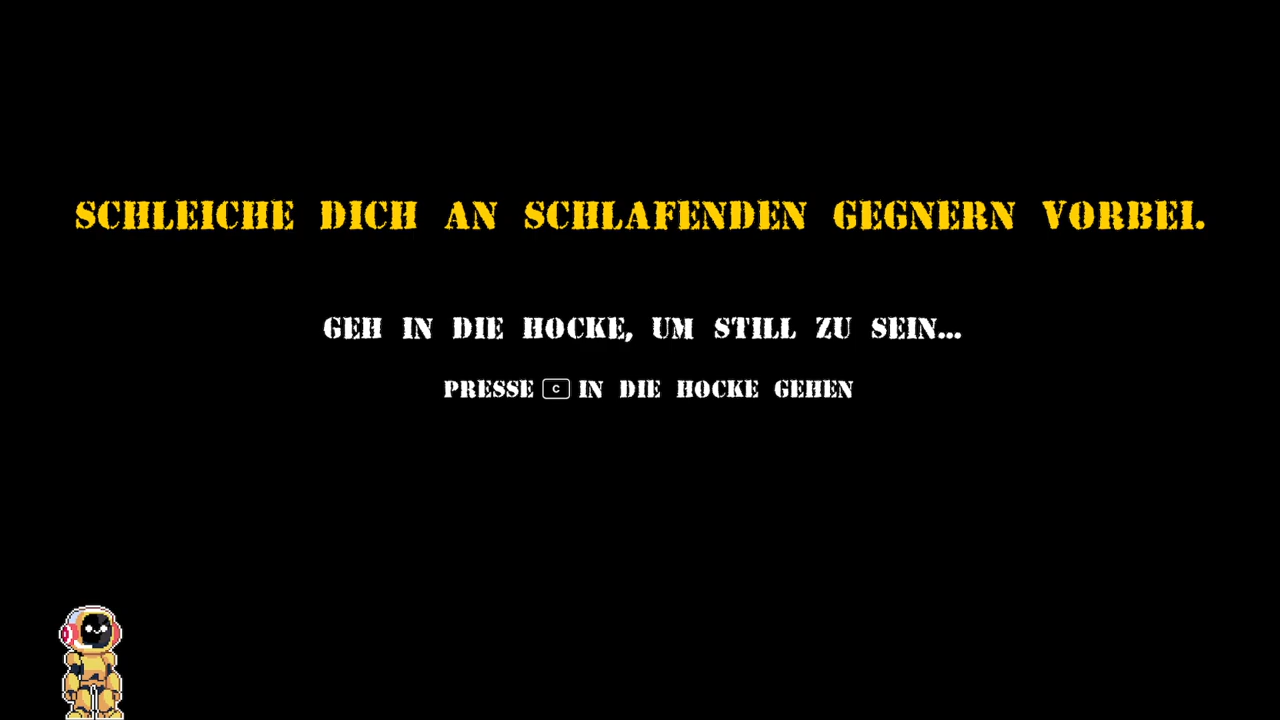 SCHLEICHE DICH AN SCHLAFENDEN GEGNERN VORBEI.
GEH IN DIE HOCKE, UM STILL ZU SEIN...
PRESSE C IN DIE HOCKE GEHEN